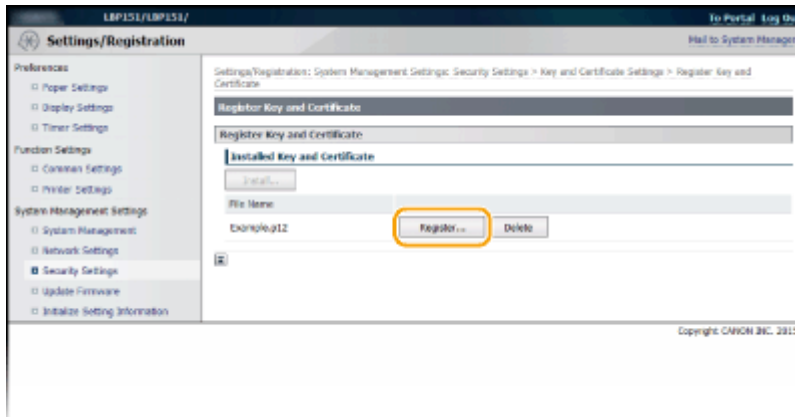 LBP151/LBP151/
To Portal Log Ou
Settings/Registration
Mail to System Manager
Preferences
Paper Settings
Display Settings
Timer Settings
Function Settings
Common Settings
Printer Settings
System Management Settings
System Management
Network Settings
Security Settings
Update Firmware
Initialize Setting Information
Settings/Registration: System Management Settings: Security Settings > Key and Certificate Settings > Register Key and
Certificate
Register Key and Certificate
Register Key and Certificate
Installed Key and Certificate
Install...
File Name
Example.p12
Register...
Delete
Copyright CANON INC. 2015